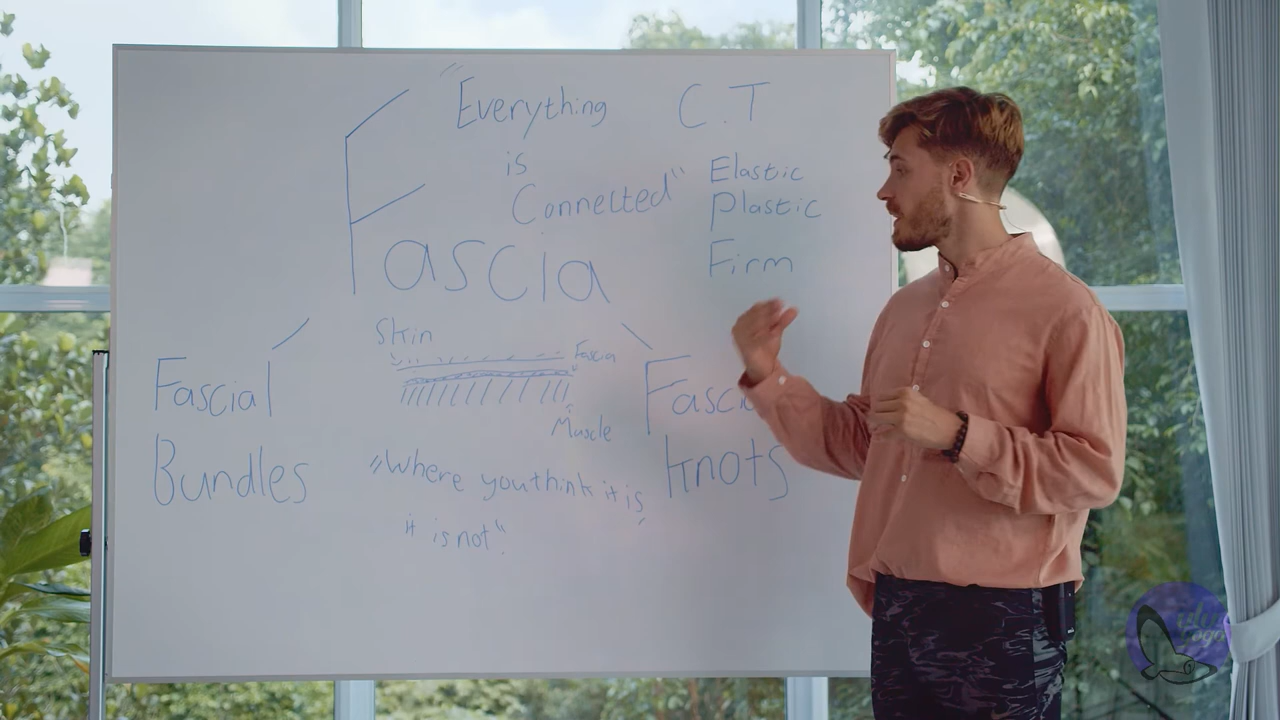 "Everything
is
Connected"
C.T
Elastic
Plastic
Firm
Fascia
Skin
Fascia
Muscle
Fascial
Bundles
"Where you think it is,
it is not".
Fascia
knots